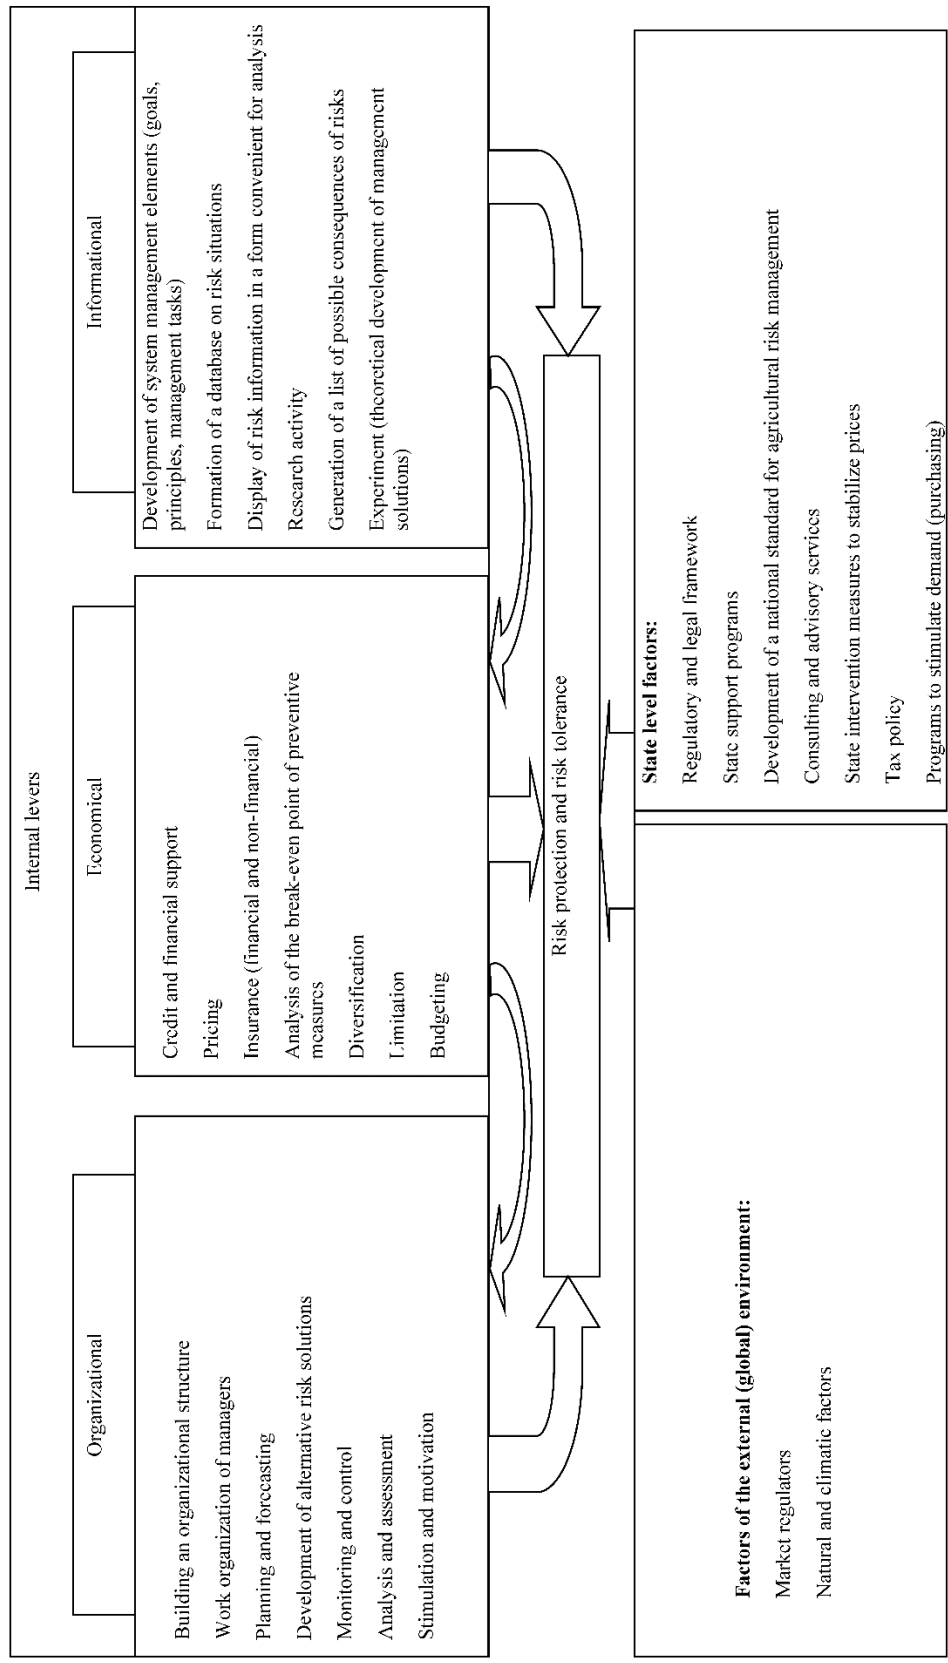 Internal levers
Organizational
Building an organizational structure
Work organization of managers
Planning and forecasting
Development of alternative risk solutions
Monitoring and control
Analysis and assessment
Stimulation and motivation
Economical
Credit and financial support
Pricing
Insurance (financial and non-financial)
Analysis of the break-even point of preventive
measures
Diversification
Limitation
Budgeting
Informational
Development of system management elements (goals,
principles, management tasks)
Formation of a database on risk situations
Display of risk information in a form convenient for analysis
Research activity
Generation of a list of possible consequences of risks
Experiment (theoretical development of management
solutions)
Risk protection and risk tolerance
Factors of the external (global) environment:
Market regulators
Natural and climatic factors
State level factors:
Regulatory and legal framework
State support programs
Development of a national standard for agricultural risk management
Consulting and advisory services
State intervention measures to stabilize prices
Tax policy
Programs to stimulate demand (purchasing)